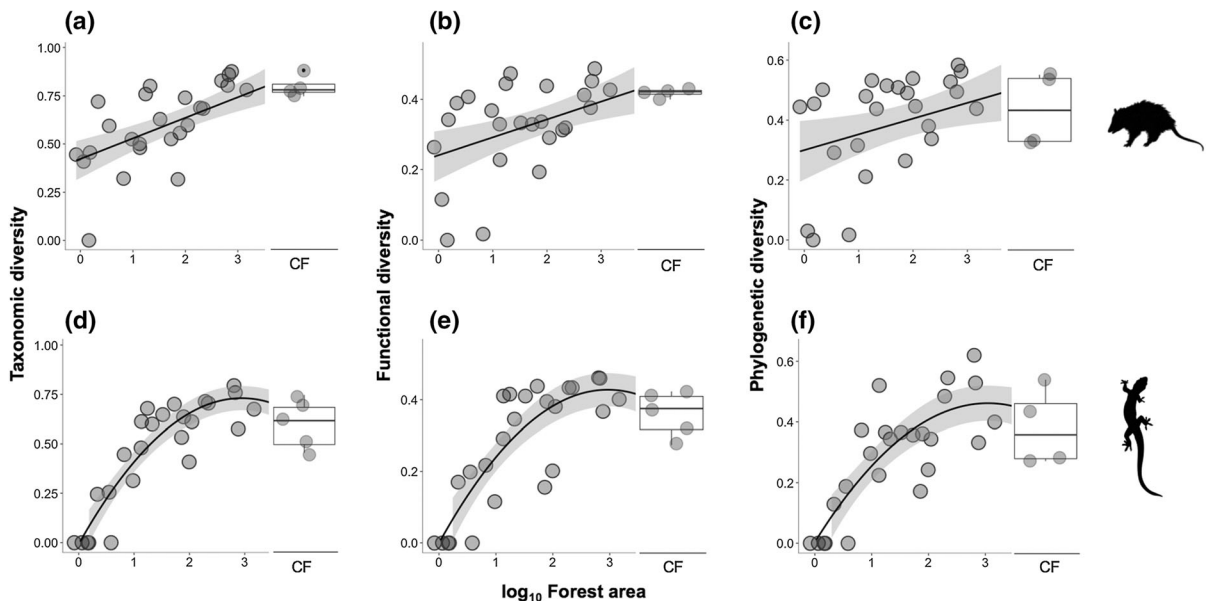 (a) (b) (c)
1.00
0.75
0.50
0.25
0.00
0 1 2 3 CF
0.4
0.2
0.0
0 1 2 3 CF
0.6
0.4
0.2
0.0
0 1 2 3 CF
Taxonomic diversity
Functional diversity
Phylogenetic diversity
(d) (e) (f)
1.00
0.75
0.50
0.25
0.00
0 1 2 3 CF
0.4
0.2
0.0
0 1 2 3 CF
0.6
0.4
0.2
0.0
0 1 2 3 CF
log₁₀ Forest area